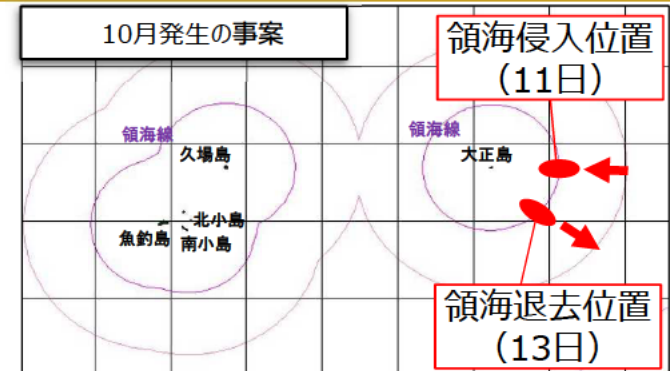 10月発生の事案
領海侵入位置
（11日）
領海線
久場島
領海線
大正島
北小島
魚釣島
南小島
領海退去位置
（13日）